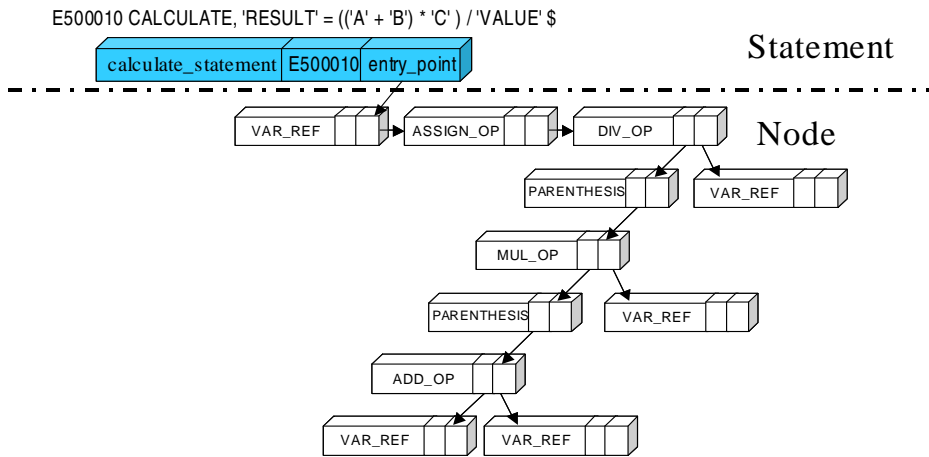 E500010 CALCULATE, 'RESULT' = (('A' + 'B') * 'C' ) / 'VALUE' $
Statement
calculate_statement E500010 entry_point
Node
VAR_REF ASSIGN_OP DIV_OP
PARENTHESIS VAR_REF
MUL_OP
PARENTHESIS VAR_REF
ADD_OP
VAR_REF VAR_REF